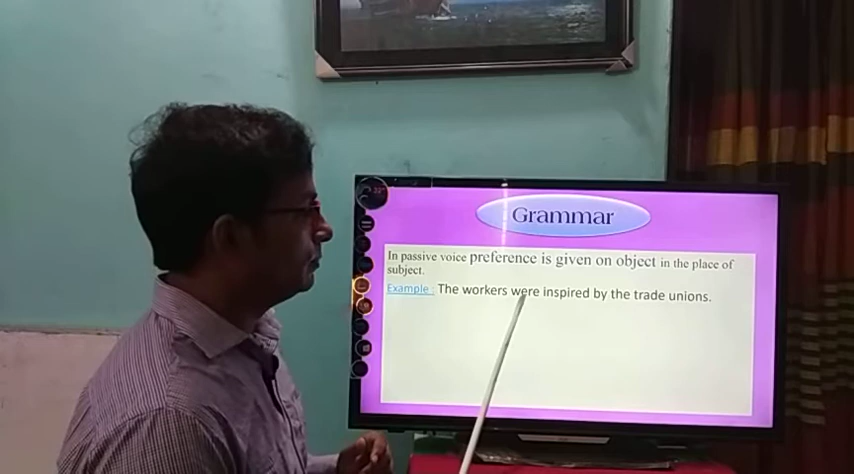 Grammar
In passive voice preference is given on object in the place of
subject.
Example : The workers were inspired by the trade unions.